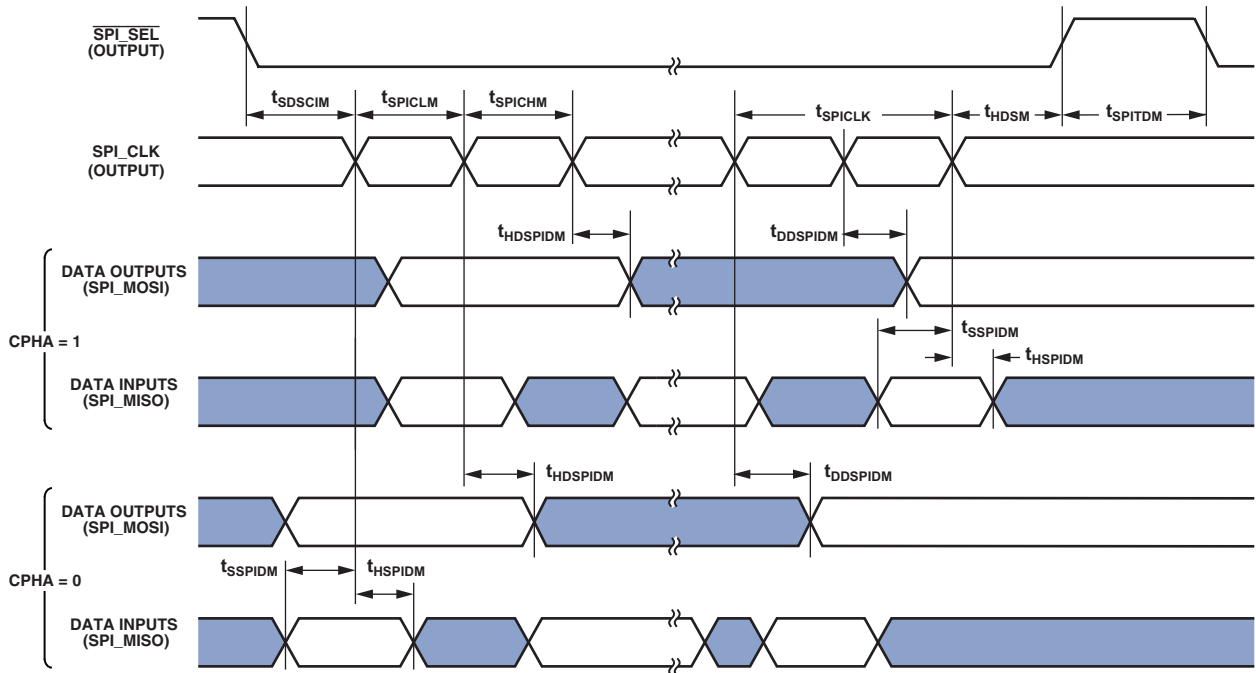 SPI_SEL
(OUTPUT)
tSDSCIM
tSPICLM
tSPICHM
tSPICLK
tHDSM
tSPITDM
SPI_CLK
(OUTPUT)
tHDSPIDM
tDDSPIDM
CPHA = 1
DATA OUTPUTS
(SPI_MOSI)
tSSPIDM
tHSPIDM
DATA INPUTS
(SPI_MISO)
tHDSPIDM
tDDSPIDM
CPHA = 0
DATA OUTPUTS
(SPI_MOSI)
tSSPIDM
tHSPIDM
DATA INPUTS
(SPI_MISO)